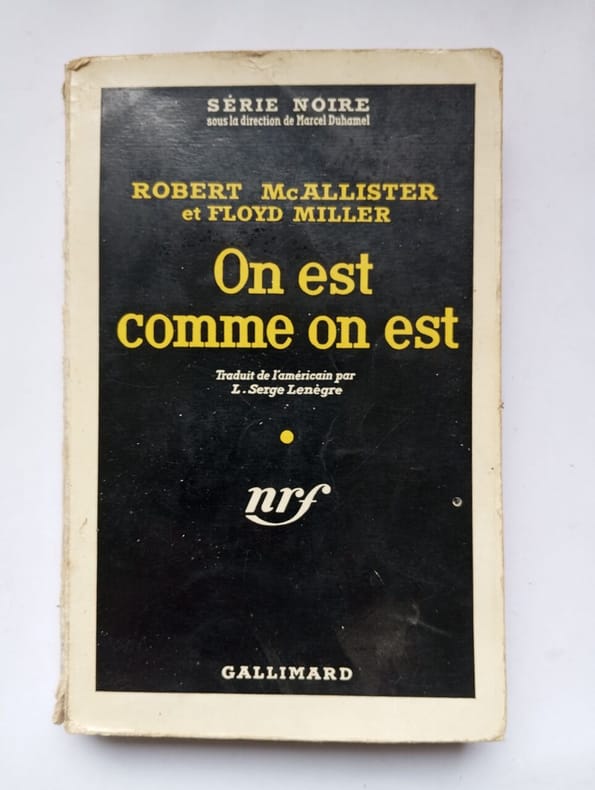 SÉRIE NOIRE
sous la direction de Marcel Duhamel
ROBERT McALLISTER
et FLOYD MILLER
On est
comme on est
Traduit de l'américain par
L. Serge Lenègre
nrf
GALLIMARD